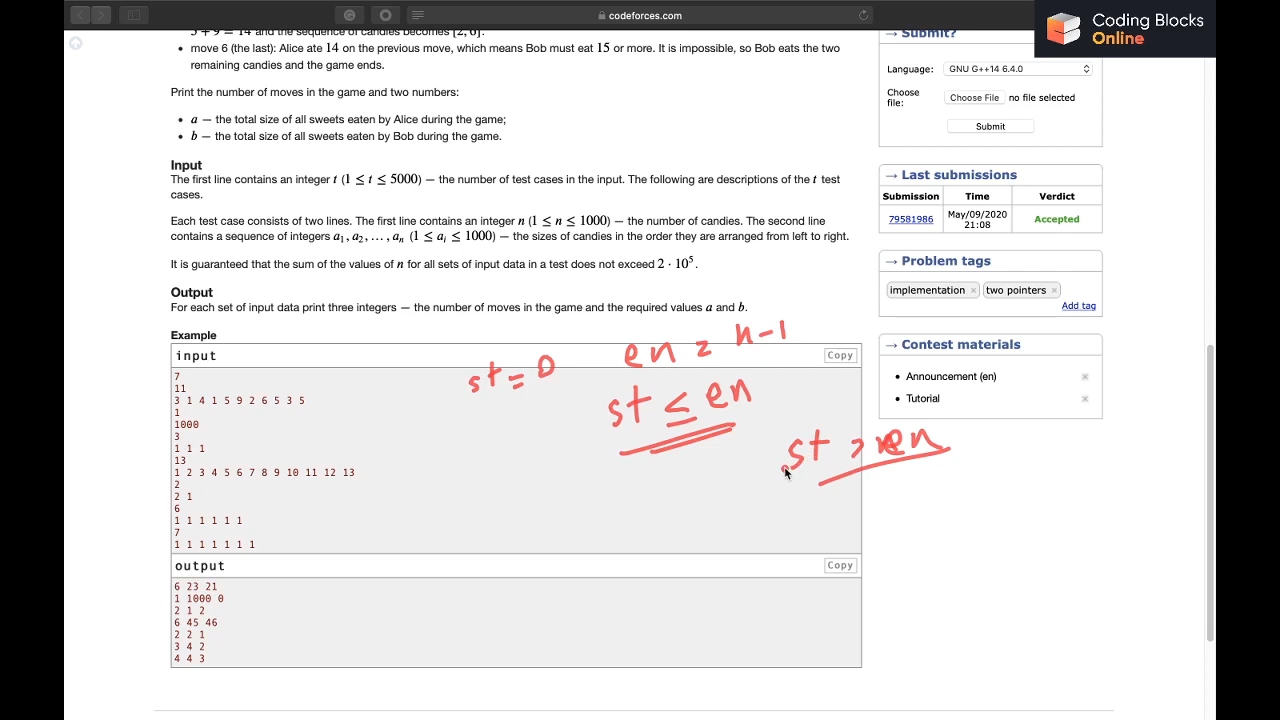 codeforces.com
Coding Blocks
Online
5 + 9 = 14 and the sequence of candies becomes [2, 6].
• move 6 (the last): Alice ate 14 on the previous move, which means Bob must eat 15 or more. It is impossible, so Bob eats the two
remaining candies and the game ends.
Print the number of moves in the game and two numbers:
• a — the total size of all sweets eaten by Alice during the game;
• b — the total size of all sweets eaten by Bob during the game.
Input
The first line contains an integer t (1 ≤ t ≤ 5000) — the number of test cases in the input. The following are descriptions of the t test
cases.
Each test case consists of two lines. The first line contains an integer n (1 ≤ n ≤ 1000) — the number of candies. The second line
contains a sequence of integers a1, a2, …, an (1 ≤ ai ≤ 1000) — the sizes of candies in the order they are arranged from left to right.
It is guaranteed that the sum of the values of n for all sets of input data in a test does not exceed 2 · 10^5.
Output
For each set of input data print three integers — the number of moves in the game and the required values a and b.
Example
input
Copy
7
11
3 1 4 1 5 9 2 6 5 3 5
1
1000
3
1 1 1
13
1 2 3 4 5 6 7 8 9 10 11 12 13
2
2 1
6
1 1 1 1 1 1
7
1 1 1 1 1 1 1
st = 0
en = n-1
st ≤ en
st > en
output
Copy
6 23 21
1 1000 0
2 1 2
6 45 46
2 2 1
3 4 2
4 4 3
→ Submit?
Language: GNU G++14 6.4.0
Choose
file:
Choose File no file selected
Submit
→ Last submissions
Submission Time Verdict
79581986 May/09/2020
21:08 Accepted
→ Problem tags
implementation × two pointers ×
Add tag
→ Contest materials
• Announcement (en)
• Tutorial